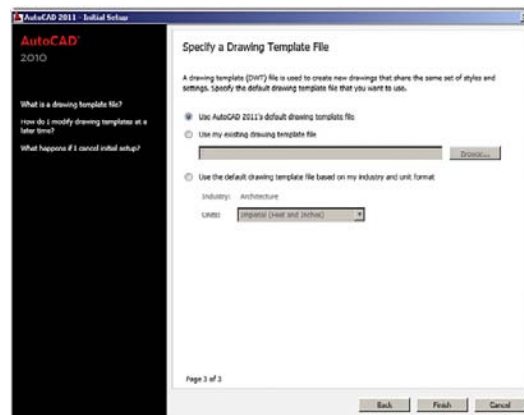 AutoCAD 2011 - Initial Setup
AutoCAD'
2010
What is a drawing template file?
How do I modify drawing templates at a
later time?
What happens if I cancel initial setup?
Specify a Drawing Template File
A drawing template (DWT) file is used to create new drawings that share the same set of styles and
settings. Specify the default drawing template file that you want to use.
Use AutoCAD 2011's default drawing template file
Use my existing drawing template file
Browse...
Use the default drawing template file based on my industry and unit format
Industry: Architecture
Units: Imperial (Feet and Inches)
Page 3 of 3
Back Finish Cancel